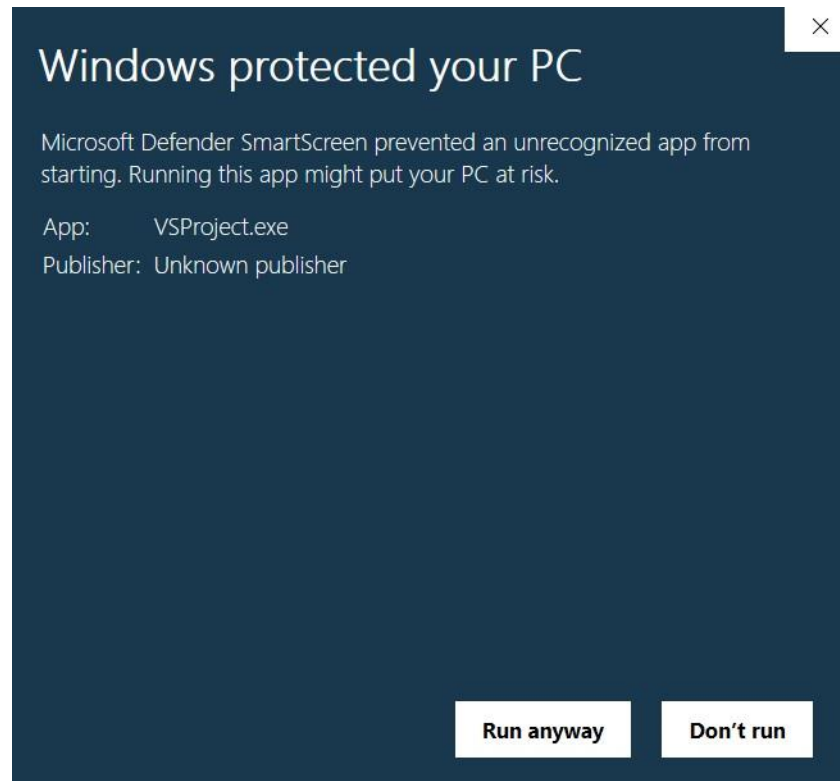 Windows protected your PC
Microsoft Defender SmartScreen prevented an unrecognized app from
starting. Running this app might put your PC at risk.
App: VSProject.exe
Publisher: Unknown publisher
Run anyway Don’t run